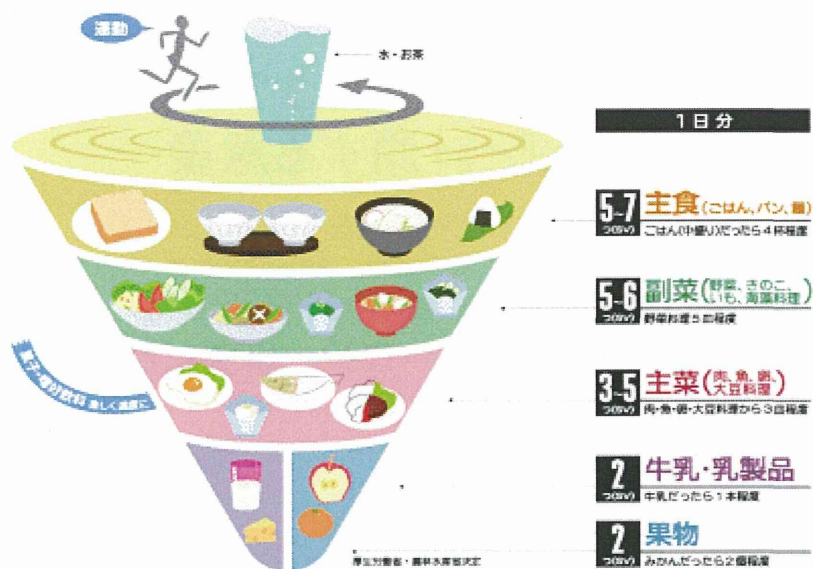 運動
水・お茶
1日分
5~7
つ(SV)
主食(ごはん、パン、麺)
ごはん(中盛り)だったら4杯程度
5~6
つ(SV)
副菜(野菜、きのこ、いも、海藻料理)
野菜料理5皿程度
菓子・嗜好飲料 楽しく適度に
3~5
つ(SV)
主菜(肉、魚、卵、大豆料理)
肉・魚・卵・大豆料理から3皿程度
2
つ(SV)
牛乳・乳製品
牛乳だったら1本程度
2
つ(SV)
果物
みかんだったら2個程度
厚生労働省・農林水産省決定